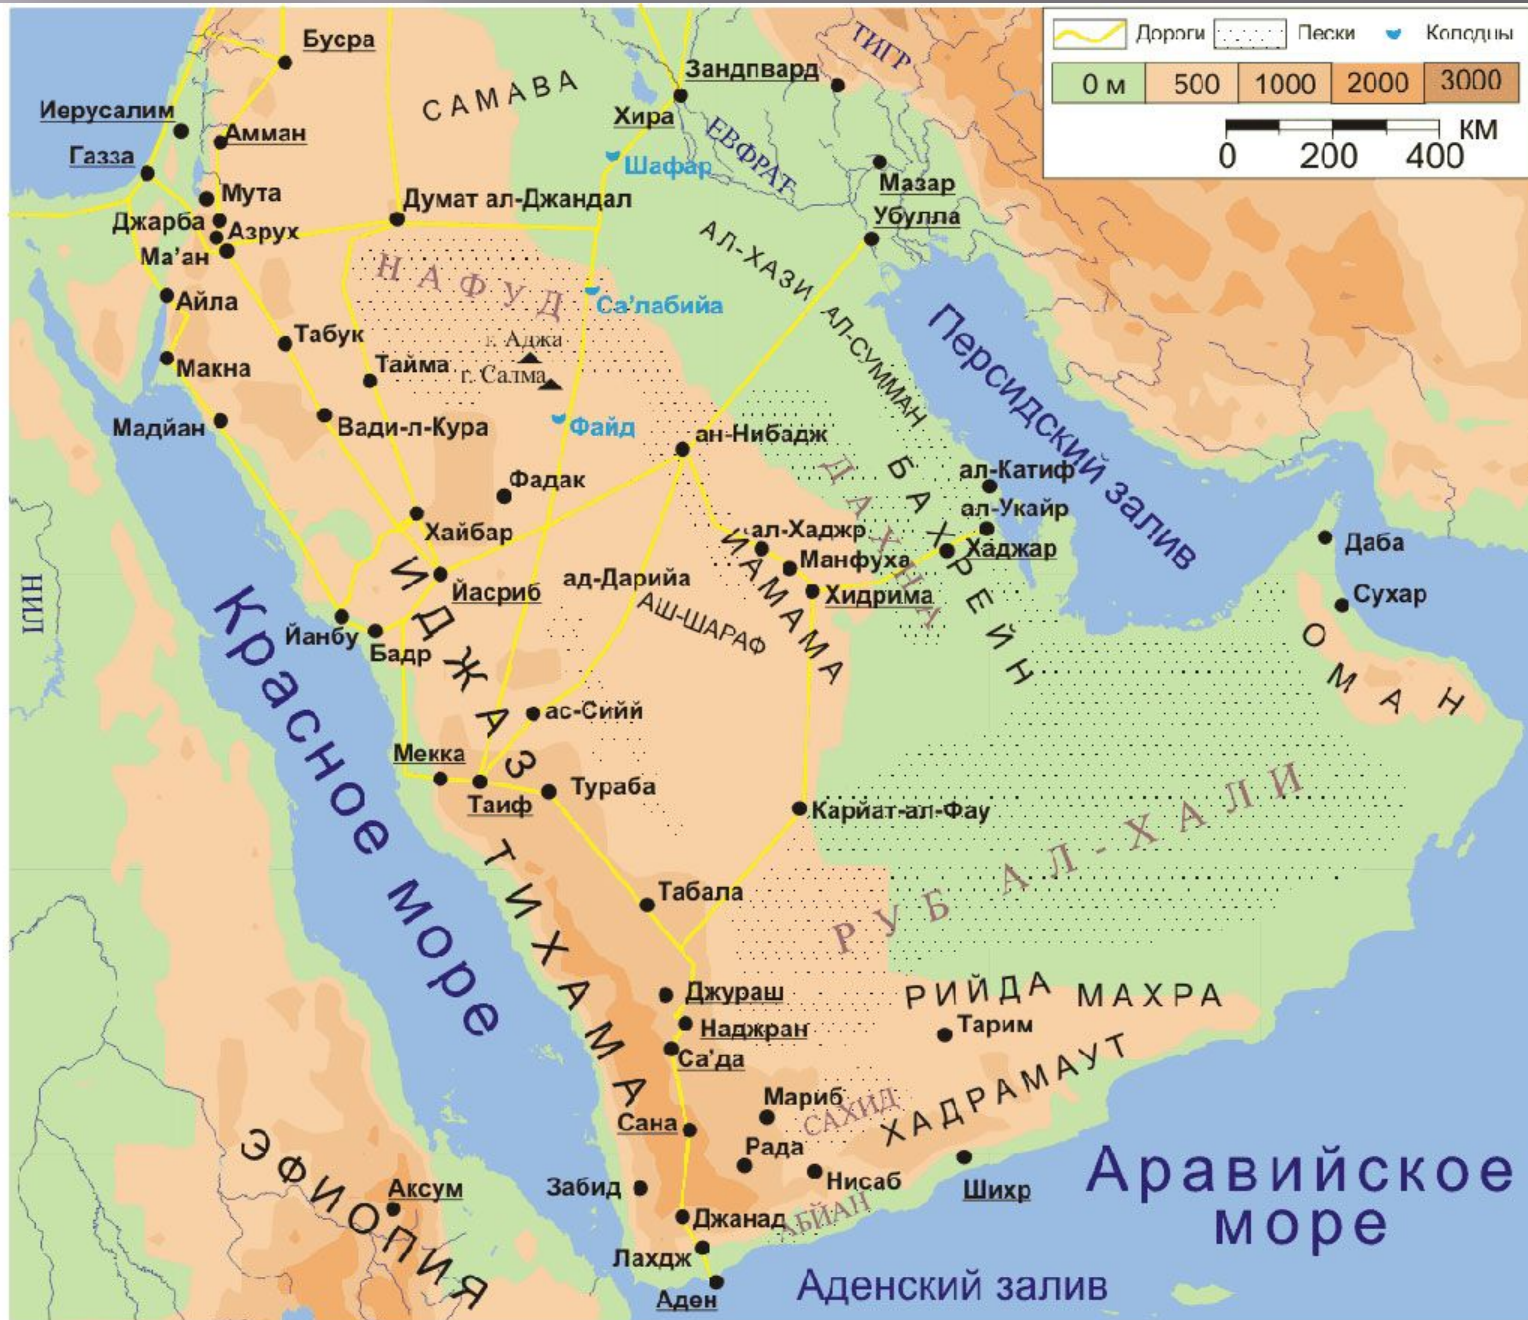 Дороги
Пески
Колодцы
0 м
500
1000
2000
3000
КМ
0
200
400
Бусра
САМАВА
Зандпвард
ТИГР
Хира
Иерусалим
Амман
ЕВФРАТ
Газза
Шафар
Мута
Думат ал-Джандал
Мазар
Джарба
Азрух
Убулла
Ма'ан
АЛ-ХАЗИ
НАФУД
Айла
Са'лабийа
АЛ-СУММАН
Персидский залив
Табук
г. Аджа
Макна
Тайма
г. Салма
Мадйан
Вади-л-Кура
Файд
ан-Нибадж
ДАХНА
БАХРЕЙН
ал-Катиф
Фадак
ал-Укайр
Хайбар
ал-Хаджр
Хаджар
Даба
ЙАМАМА
Манфуха
НИЛ
ХИДЖАЗ
Йасриб
ад-Дарийа
Хидрима
Сухар
АШ-ШАРАФ
Йанбу
Бадр
ОМАН
Красное море
ас-Сийй
Мекка
Таиф
Тураба
Карйат-ал-Фау
РУБ АЛ-ХАЛИ
ТИХАМА
Табала
Джураш
РИЙДА
МАХРА
Наджран
Тарим
Са'да
ХАДРАМАУТ
Мариб
САХИД
Сана
Рада
ЭФИОПИЯ
Аксум
Забид
Нисаб
Шихр
Аравийское
море
Джанад
АБЙАН
Лахдж
Аден
Аденский залив